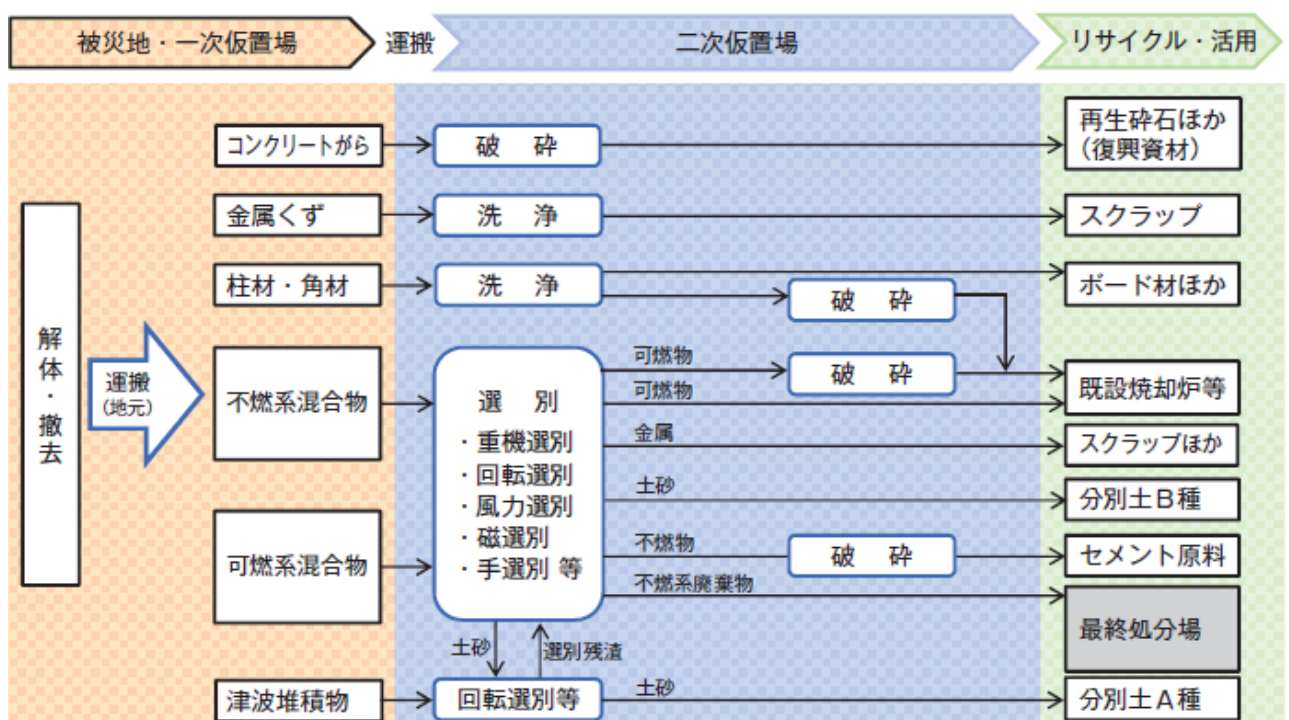 被災地・一次仮置場
運搬
二次仮置場
リサイクル・活用
解体・撤去
運搬
(地元)
コンクリートがら
破 砕
再生砕石ほか
(復興資材)
金属くず
洗 浄
スクラップ
柱材・角材
洗 浄
破 砕
ボード材ほか
不燃系混合物
可燃系混合物
選 別
・重機選別
・回転選別
・風力選別
・磁選別
・手選別 等
可燃物
破 砕
可燃物
既設焼却炉等
金属
スクラップほか
土砂
分別土B種
不燃物
破 砕
セメント原料
不燃系廃棄物
最終処分場
土砂
選別残渣
津波堆積物
回転選別等
土砂
分別土A種